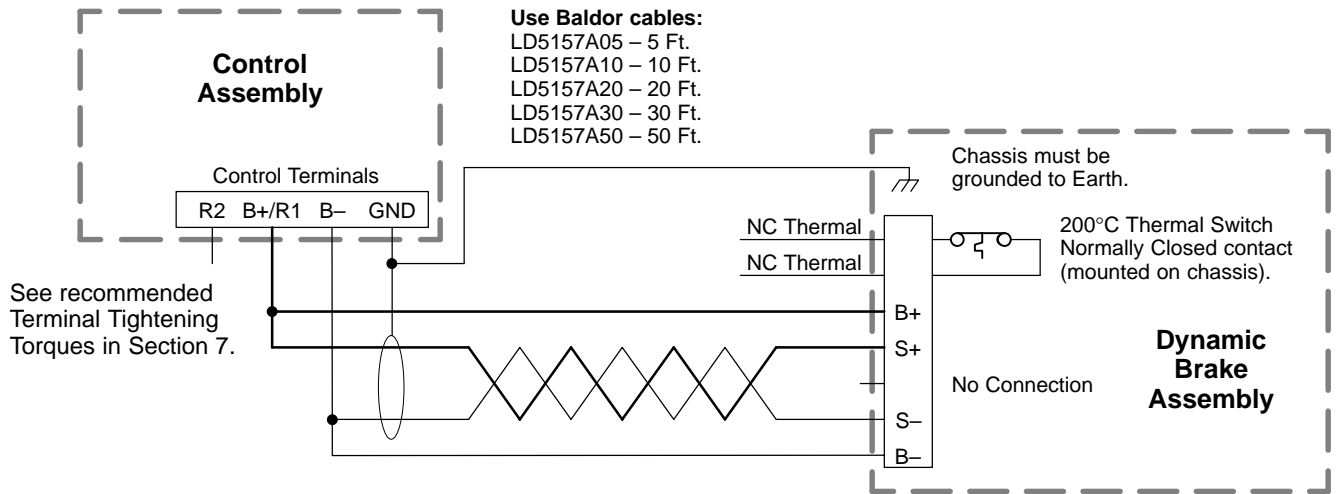 Use Baldor cables:
LD5157A05 – 5 Ft.
LD5157A10 – 10 Ft.
LD5157A20 – 20 Ft.
LD5157A30 – 30 Ft.
LD5157A50 – 50 Ft.
Control
Assembly
Control Terminals
R2 B+/R1 B– GND
See recommended
Terminal Tightening
Torques in Section 7.
Chassis must be
grounded to Earth.
NC Thermal
NC Thermal
200°C Thermal Switch
Normally Closed contact
(mounted on chassis).
B+
S+
No Connection
S–
B–
Dynamic
Brake
Assembly